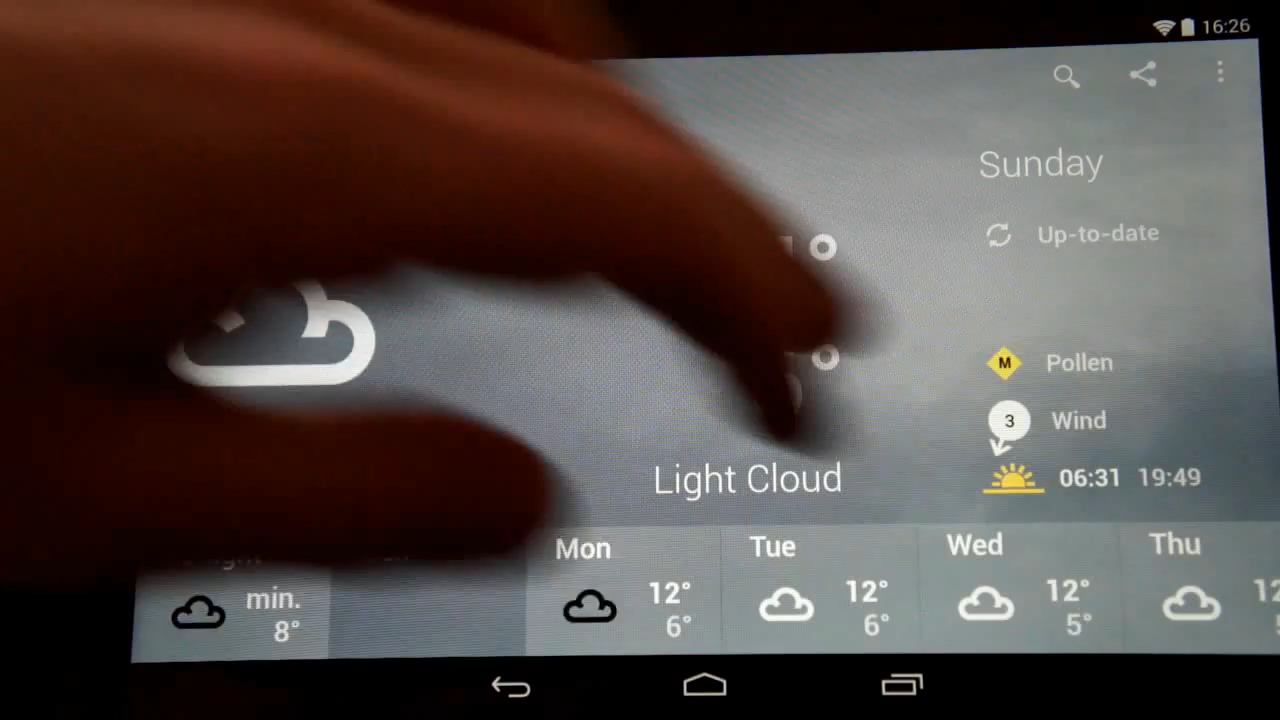 16:26
Sunday
Up-to-date
M Pollen
3 Wind
Light Cloud
06:31 19:49
Mon Tue Wed Thu
min. 12° 12° 12° 12
8° 6° 6° 5°